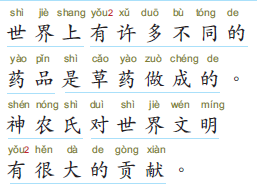 shì jiè shang yǒu2 xǔ duō bù tóng de
世界上有许多不同的
yào pǐn shì cǎo yào zuò chéng de
药品是草药做成的。
shén nóng shì duì shì jiè wén míng
神农氏对世界文明
yǒu2 hěn dà de gòng xiàn
有很大的贡献。